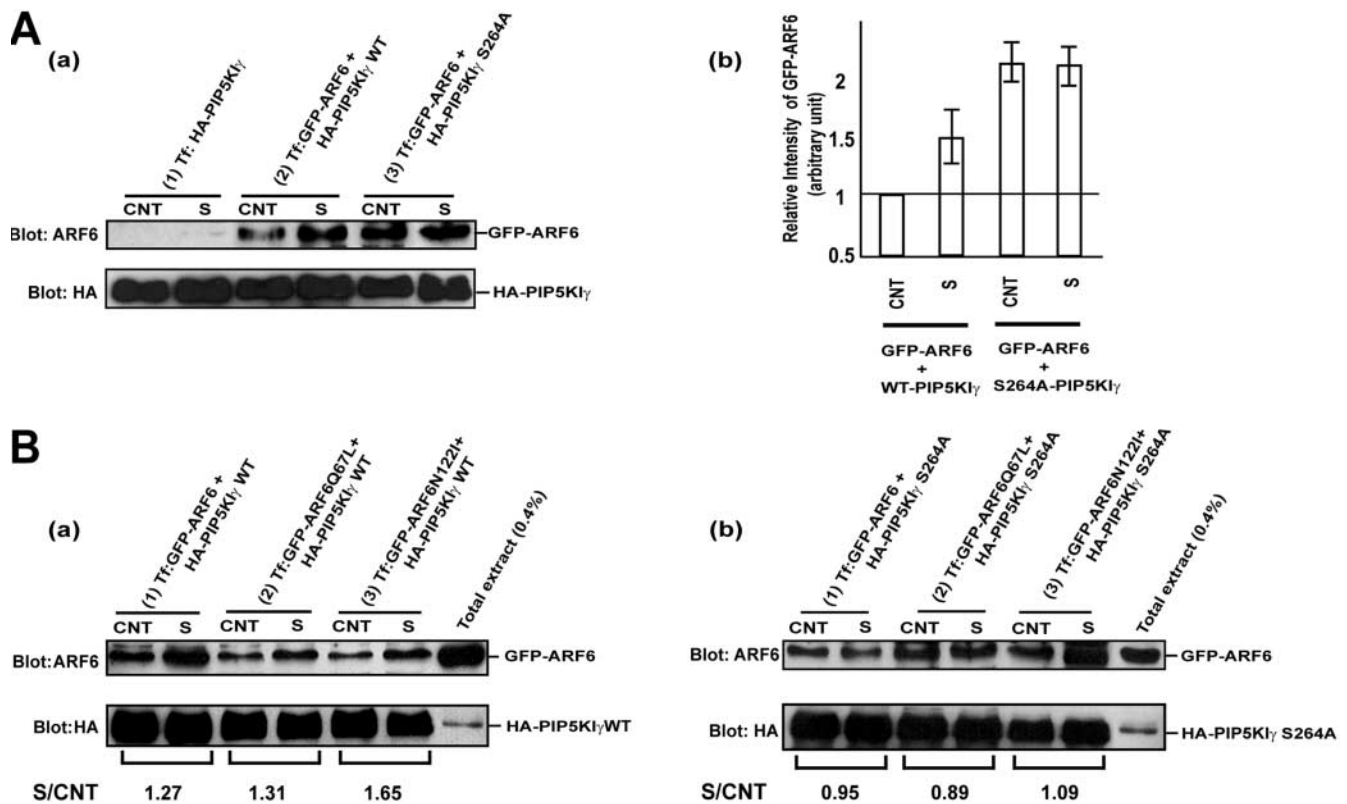 A
(a)
(1) Tf: HA-PIP5KIγ
(2) Tf:GFP-ARF6 +
HA-PIP5KIγ WT
(3) Tf:GFP-ARF6 +
HA-PIP5KIγ S264A
CNT S CNT S CNT S
Blot: ARF6
GFP-ARF6
Blot: HA
HA-PIP5KIγ
(b)
Relative Intensity of GFP-ARF6
(arbitrary unit)
2
1.5
1
0.5
CNT S CNT S
GFP-ARF6
+
WT-PIP5KIγ
GFP-ARF6
+
S264A-PIP5KIγ
B
(a)
(1) Tf:GFP-ARF6 +
HA-PIP5KIγ WT
(2) Tf:GFP-ARF6Q67L+
HA-PIP5KIγ WT
(3) Tf:GFP-ARF6N122I+
HA-PIP5KIγ WT
Total extract (0.4%)
CNT S CNT S CNT S
Blot:ARF6
GFP-ARF6
Blot:HA
HA-PIP5KIγWT
S/CNT 1.27 1.31 1.65
(b)
(1) Tf:GFP-ARF6 +
HA-PIP5KIγ S264A
(2) Tf:GFP-ARF6Q67L+
HA-PIP5KIγ S264A
(3) Tf:GFP-ARF6N122I+
HA-PIP5KIγ S264A
Total extract (0.4%)
CNT S CNT S CNT S
Blot: ARF6
GFP-ARF6
Blot: HA
HA-PIP5KIγ S264A
S/CNT 0.95 0.89 1.09